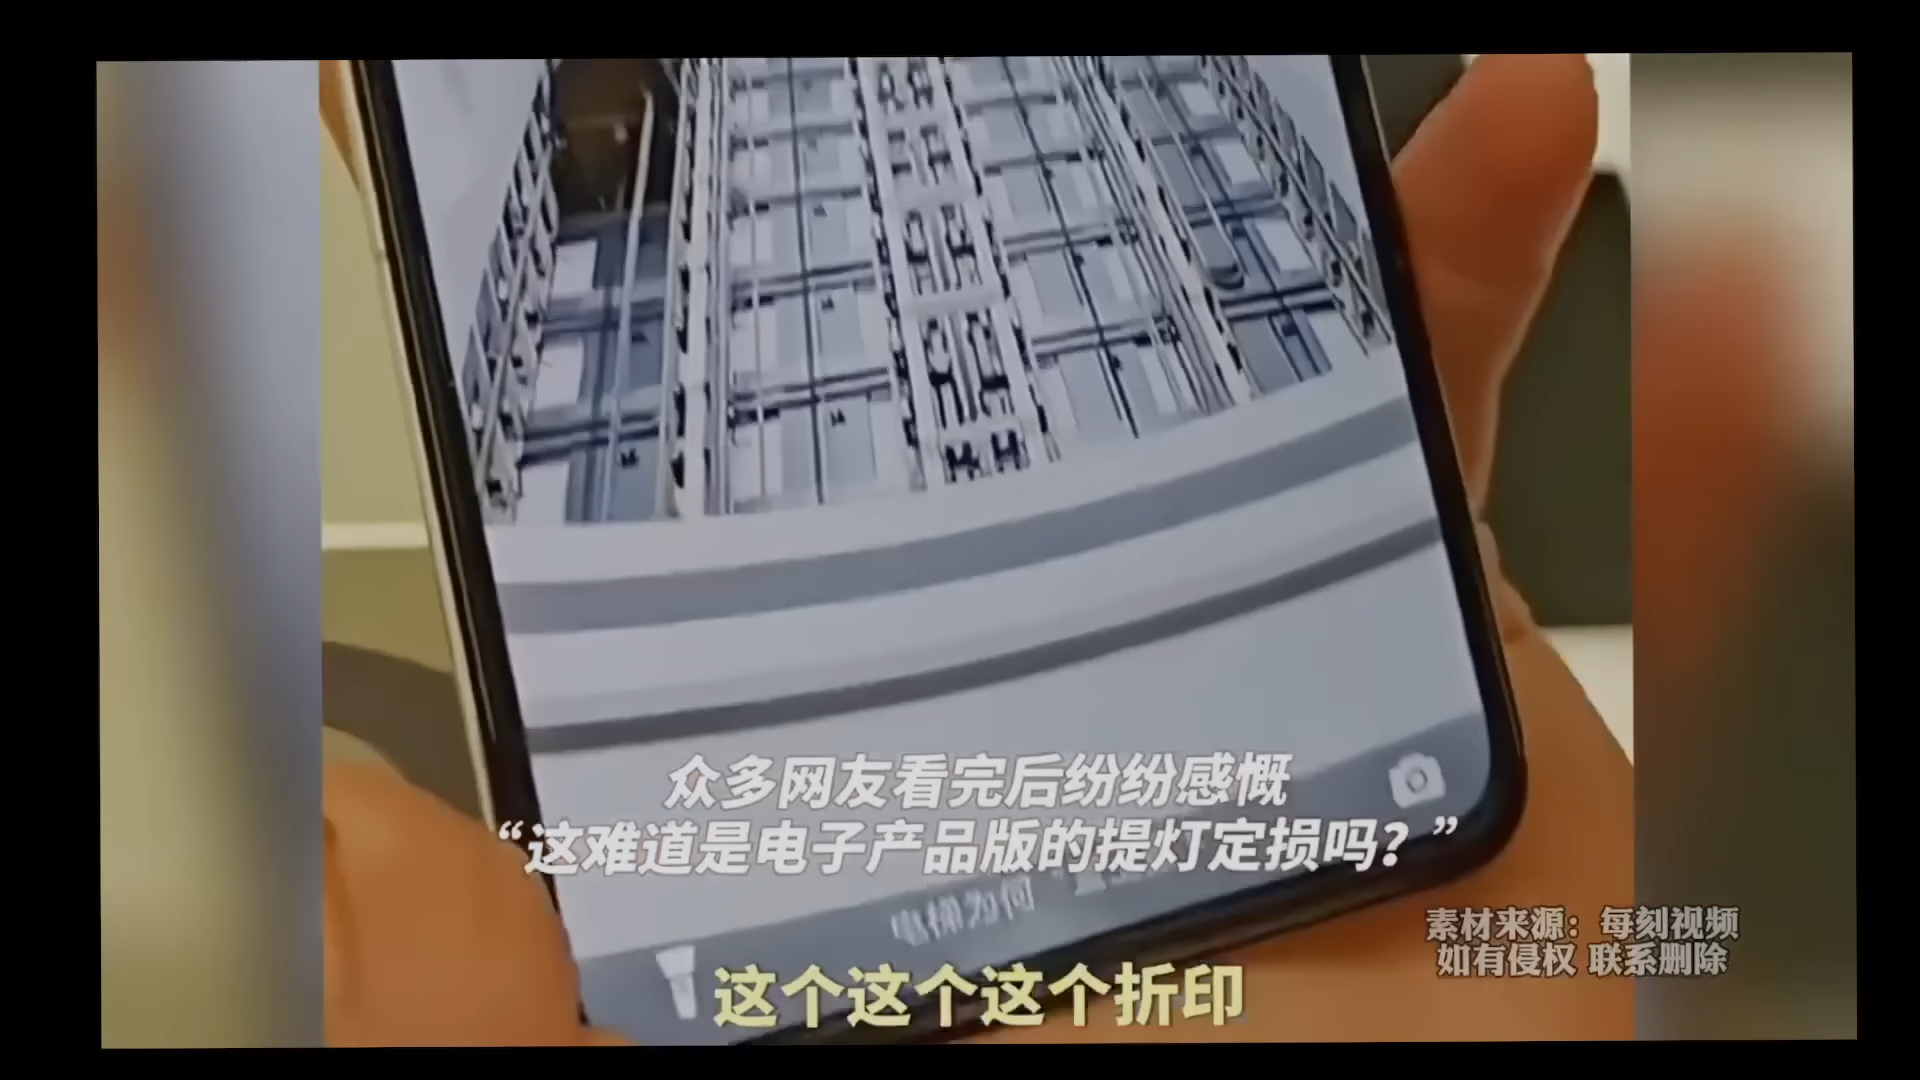 众多网友看完后纷纷感慨
“这难道是电子产品版的提灯定损吗？”
电梯为何
素材来源：每刻视频
如有侵权 联系删除
这个这个这个折印